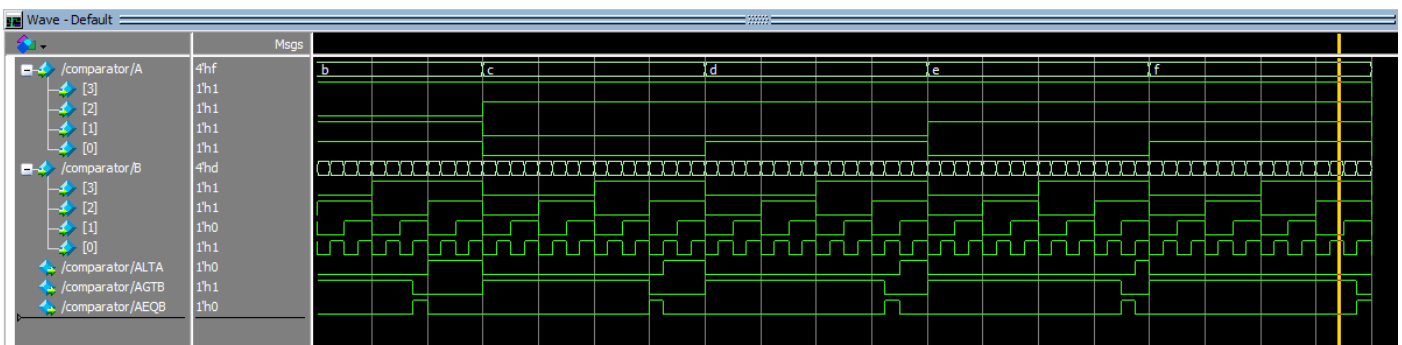 Wave - Default
Msgs
/comparator/A 4'hf b c d e f
[3] 1'h1
[2] 1'h1
[1] 1'h1
[0] 1'h1
/comparator/B 4'hd
[3] 1'h1
[2] 1'h1
[1] 1'h0
[0] 1'h1
/comparator/ALTA 1'h0
/comparator/AGTB 1'h1
/comparator/AEQB 1'h0